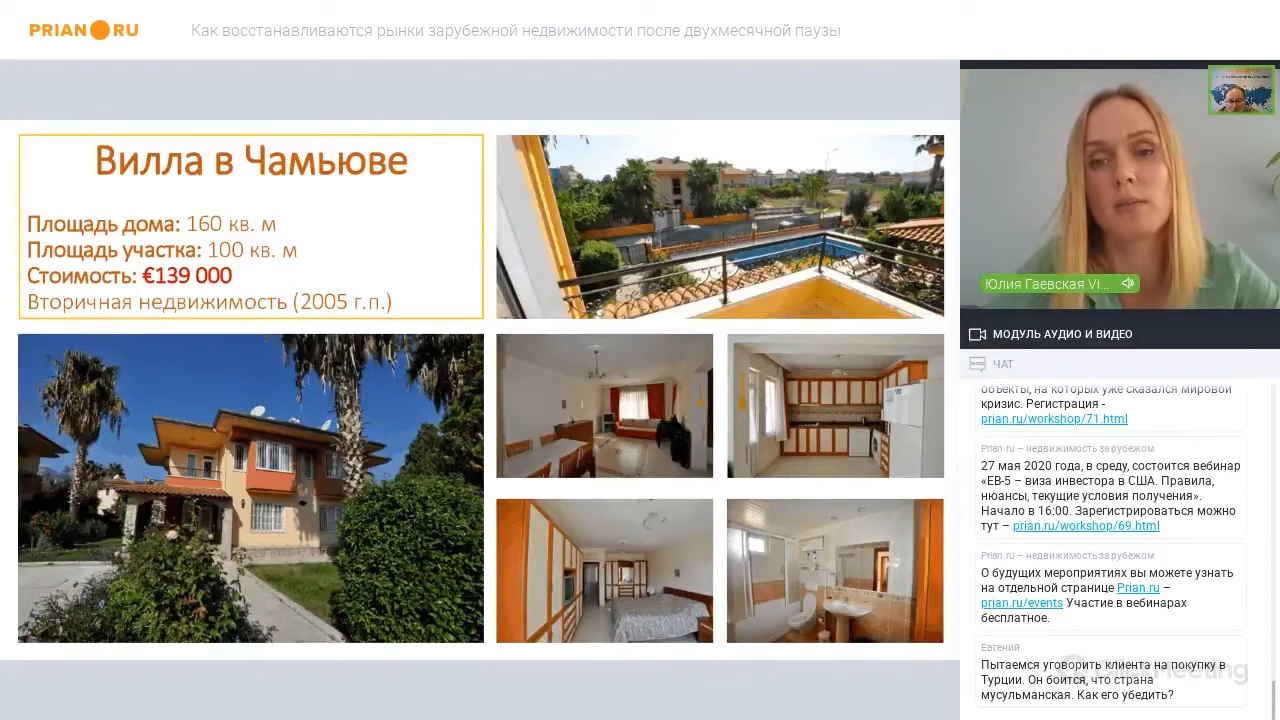 PRIAN RU
Как восстанавливаются рынки зарубежной недвижимости после двухмесячной паузы
Вилла в Чамьюве
Площадь дома: 160 кв. м
Площадь участка: 100 кв. м
Стоимость: €139 000
Вторичная недвижимость (2005 г.п.)
Юлия Гаевская Vi...
МОДУЛЬ АУДИО И ВИДЕО
ЧАТ
объекты, на которых уже сказался мировой
кризис. Регистрация -
prian.ru/workshop/71.html
Prian.ru – недвижимость за рубежом
27 мая 2020 года, в среду, состоится вебинар
«EB-5 – виза инвестора в США. Правила,
нюансы, текущие условия получения».
Начало в 16:00. Зарегистрироваться можно
тут – prian.ru/workshop/69.html
Prian.ru – недвижимость за рубежом
О будущих мероприятиях вы можете узнать
на отдельной странице Prian.ru –
prian.ru/events Участие в вебинарах
бесплатное.
Евгений
Пытаемся уговорить клиента на покупку в
Турции. Он боится, что страна
мусульманская. Как его убедить?
ClickMeeting